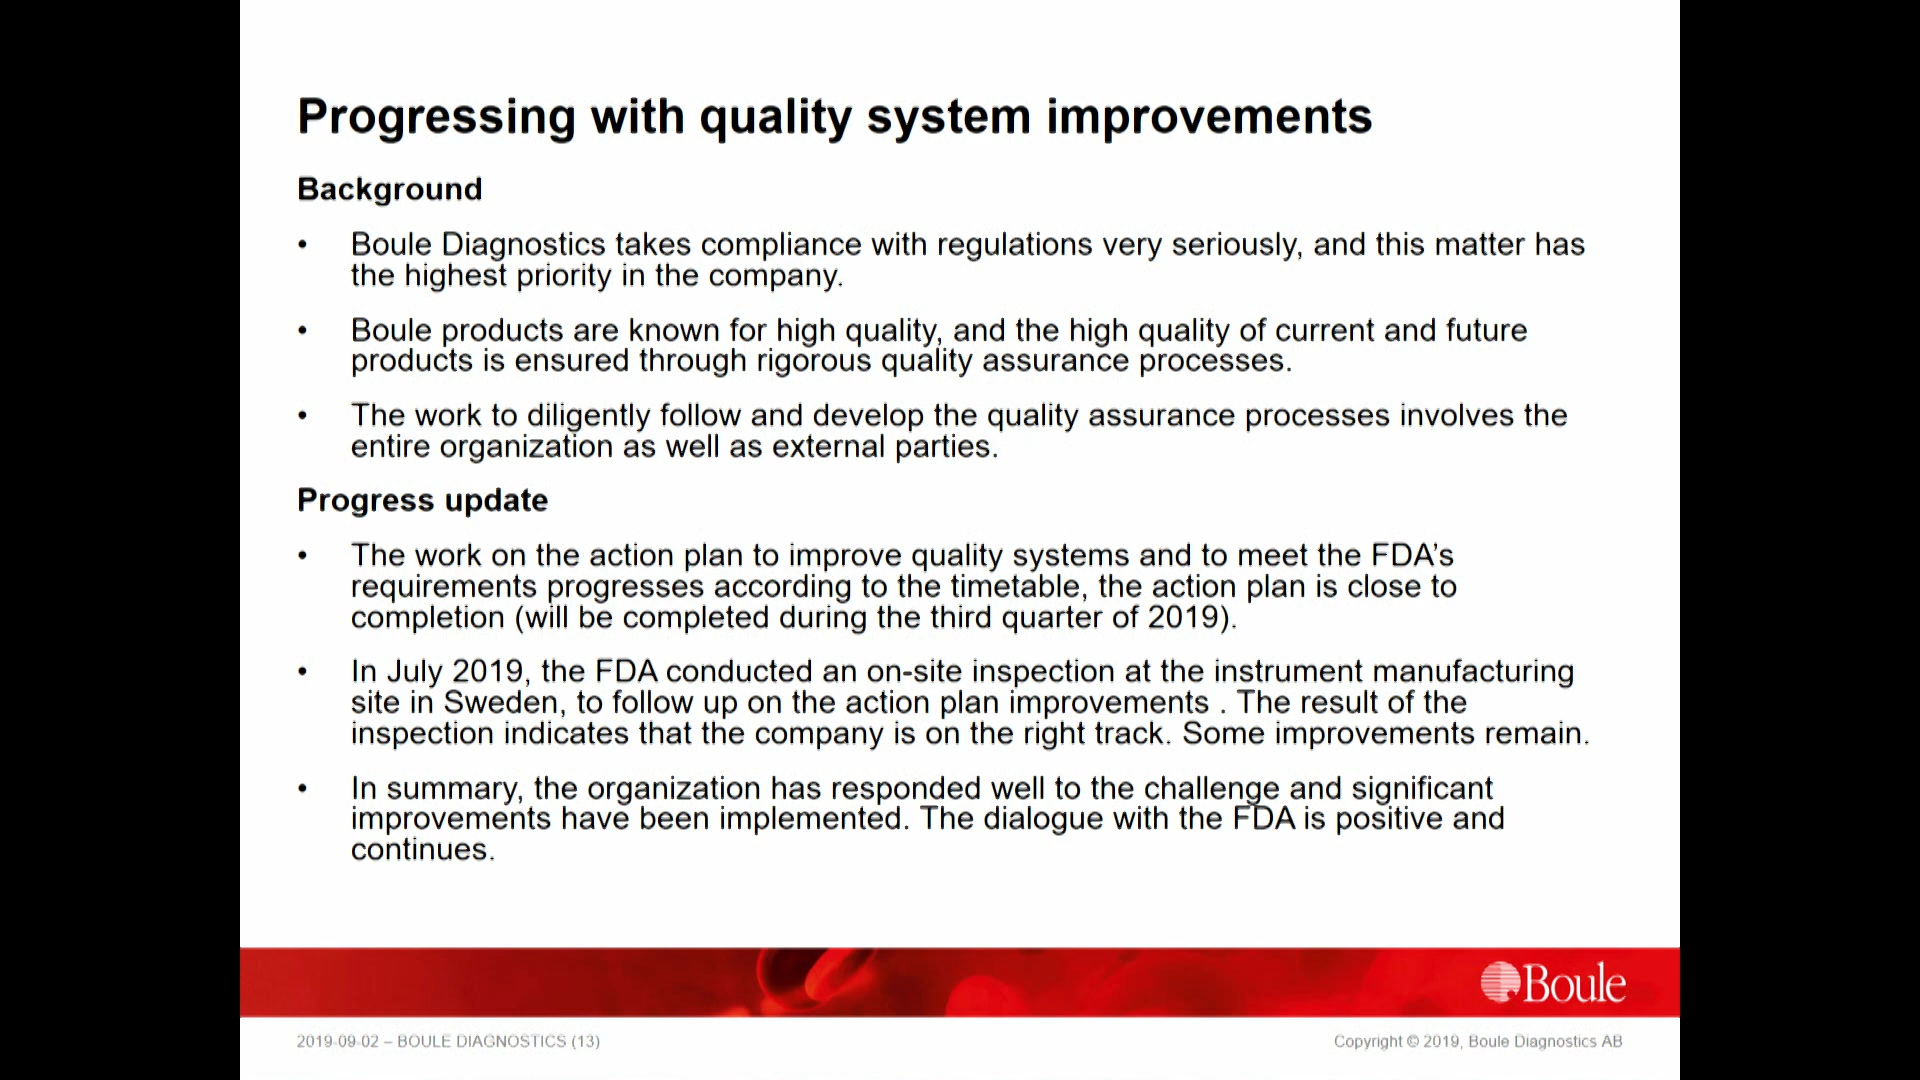 Progressing with quality system improvements
Background
• Boule Diagnostics takes compliance with regulations very seriously, and this matter has
the highest priority in the company.
• Boule products are known for high quality, and the high quality of current and future
products is ensured through rigorous quality assurance processes.
• The work to diligently follow and develop the quality assurance processes involves the
entire organization as well as external parties.
Progress update
• The work on the action plan to improve quality systems and to meet the FDA’s
requirements progresses according to the timetable, the action plan is close to
completion (will be completed during the third quarter of 2019).
• In July 2019, the FDA conducted an on-site inspection at the instrument manufacturing
site in Sweden, to follow up on the action plan improvements . The result of the
inspection indicates that the company is on the right track. Some improvements remain.
• In summary, the organization has responded well to the challenge and significant
improvements have been implemented. The dialogue with the FDA is positive and
continues.
Boule
2019-09-02 – BOULE DIAGNOSTICS (13)
Copyright © 2019, Boule Diagnostics AB